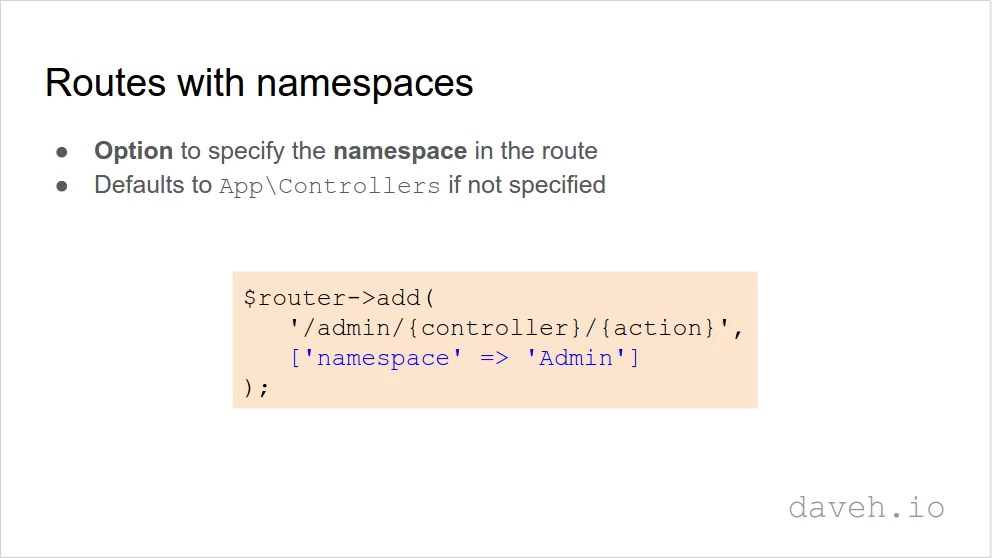 Routes with namespaces
● Option to specify the namespace in the route
● Defaults to App\Controllers if not specified
$router->add(
'/admin/{controller}/{action}',
['namespace' => 'Admin']
);
daveh.io